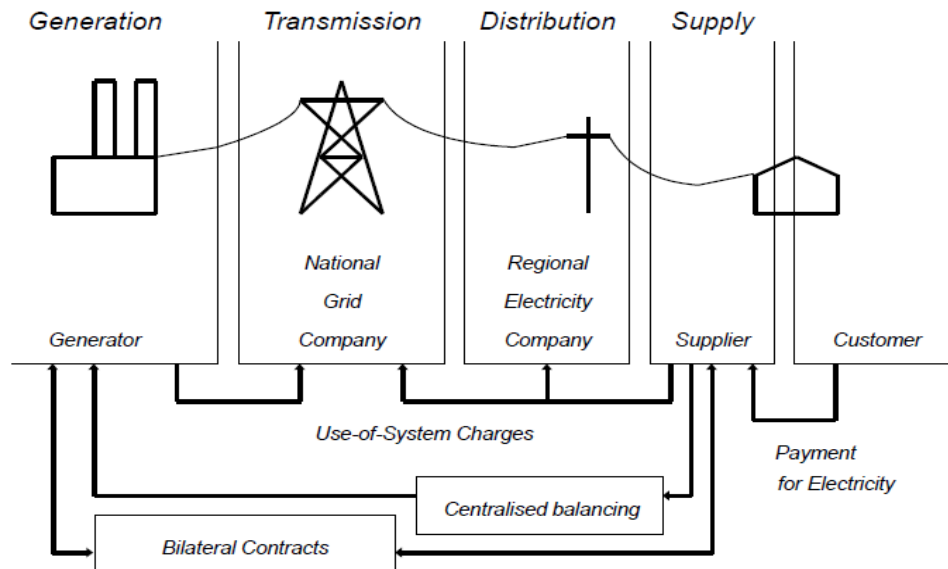 Generation
Transmission
Distribution
Supply
National
Grid
Company
Regional
Electricity
Company
Generator
Supplier
Customer
Use-of-System Charges
Payment
for Electricity
Centralised balancing
Bilateral Contracts